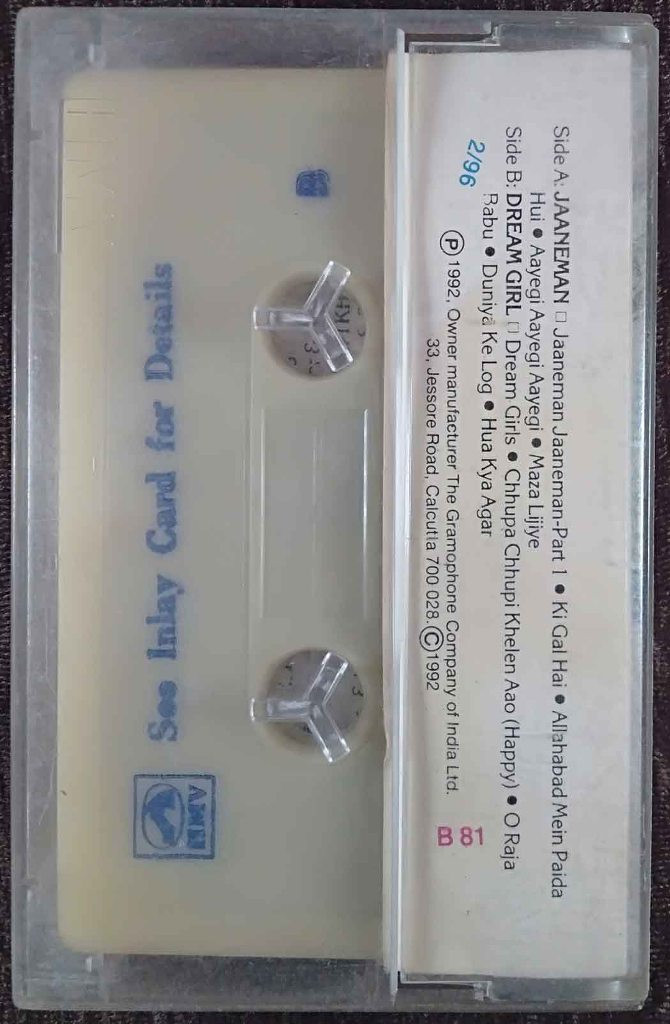 Side A: JAANEMAN □ Jaaneman Jaaneman-Part 1 ● Ki Gal Hai ● Allahabad Mein Paida
Hui ● Aayegi Aayegi Aayegi ● Maza Lijiye
Side B: DREAM GIRL □ Dream Girls ● Chhupa Chhupi Khelen Aao (Happy) ● O Raja
Babu ● Duniya Ke Log ● Hua Kya Agar
2/96
Ⓟ 1992, Owner manufacturer The Gramophone Company of India Ltd.
33, Jessore Road, Calcutta 700 028. Ⓒ 1992
81
B
See Inlay Card for Details